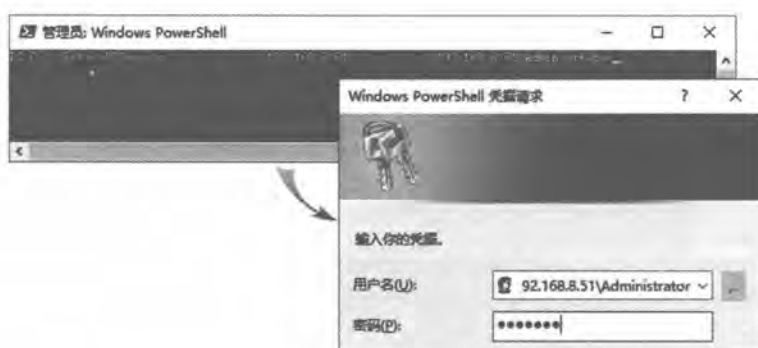 管理员: Windows PowerShell
Windows PowerShell 凭据请求
? ×
输入你的凭据。
用户名(U):
92.168.8.51\Administrator
密码(P):
●●●●●●●